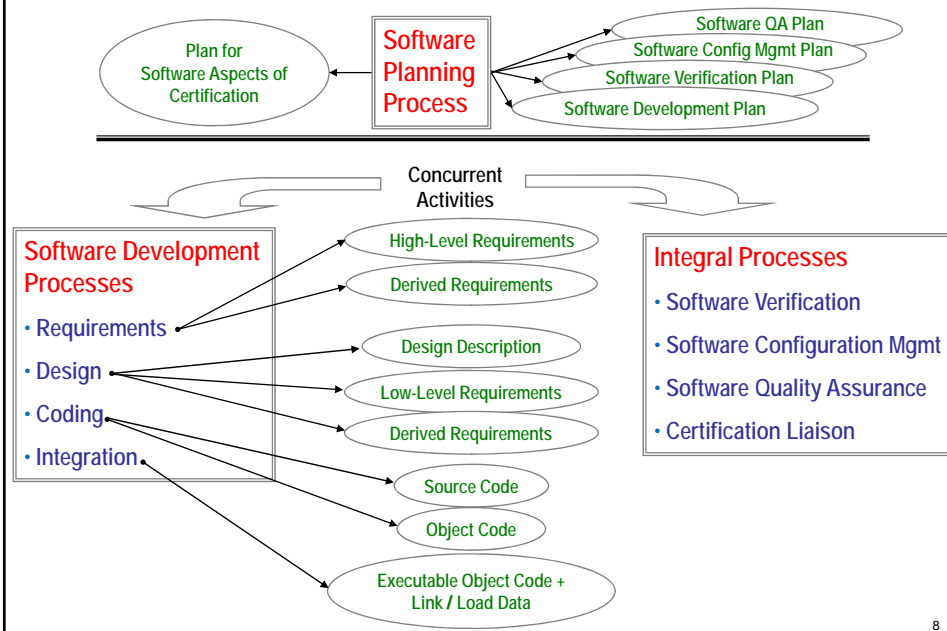 Plan for
Software Aspects of
Certification
Software
Planning
Process
Software QA Plan
Software Config Mgmt Plan
Software Verification Plan
Software Development Plan
Concurrent
Activities
Software Development
Processes
• Requirements
• Design
• Coding
• Integration
High-Level Requirements
Derived Requirements
Design Description
Low-Level Requirements
Derived Requirements
Source Code
Object Code
Executable Object Code +
Link / Load Data
Integral Processes
• Software Verification
• Software Configuration Mgmt
• Software Quality Assurance
• Certification Liaison
8